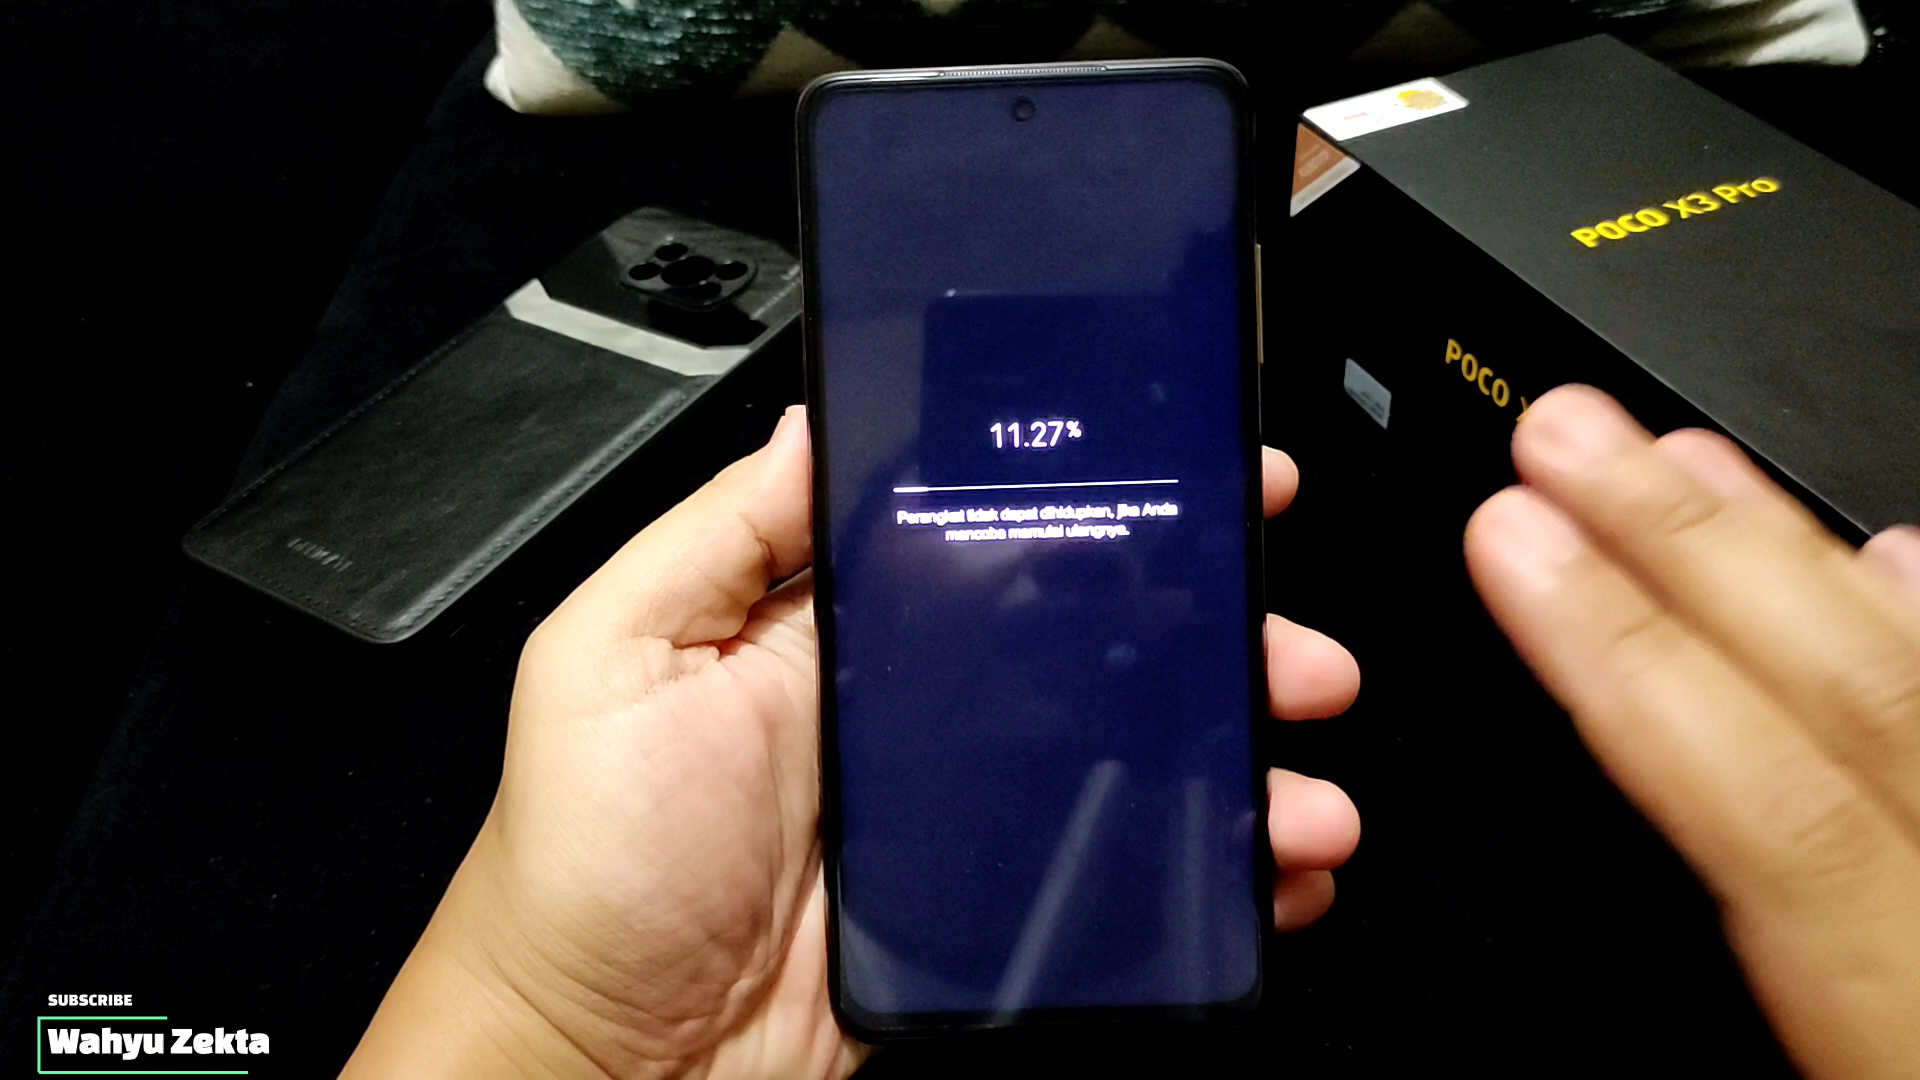 POCO X3 Pro
POCO
11.27%
Perangkat tidak dapat dihidupkan, jika Anda
mencoba memulai ulangnya.
SUBSCRIBE
Wahyu Zekta